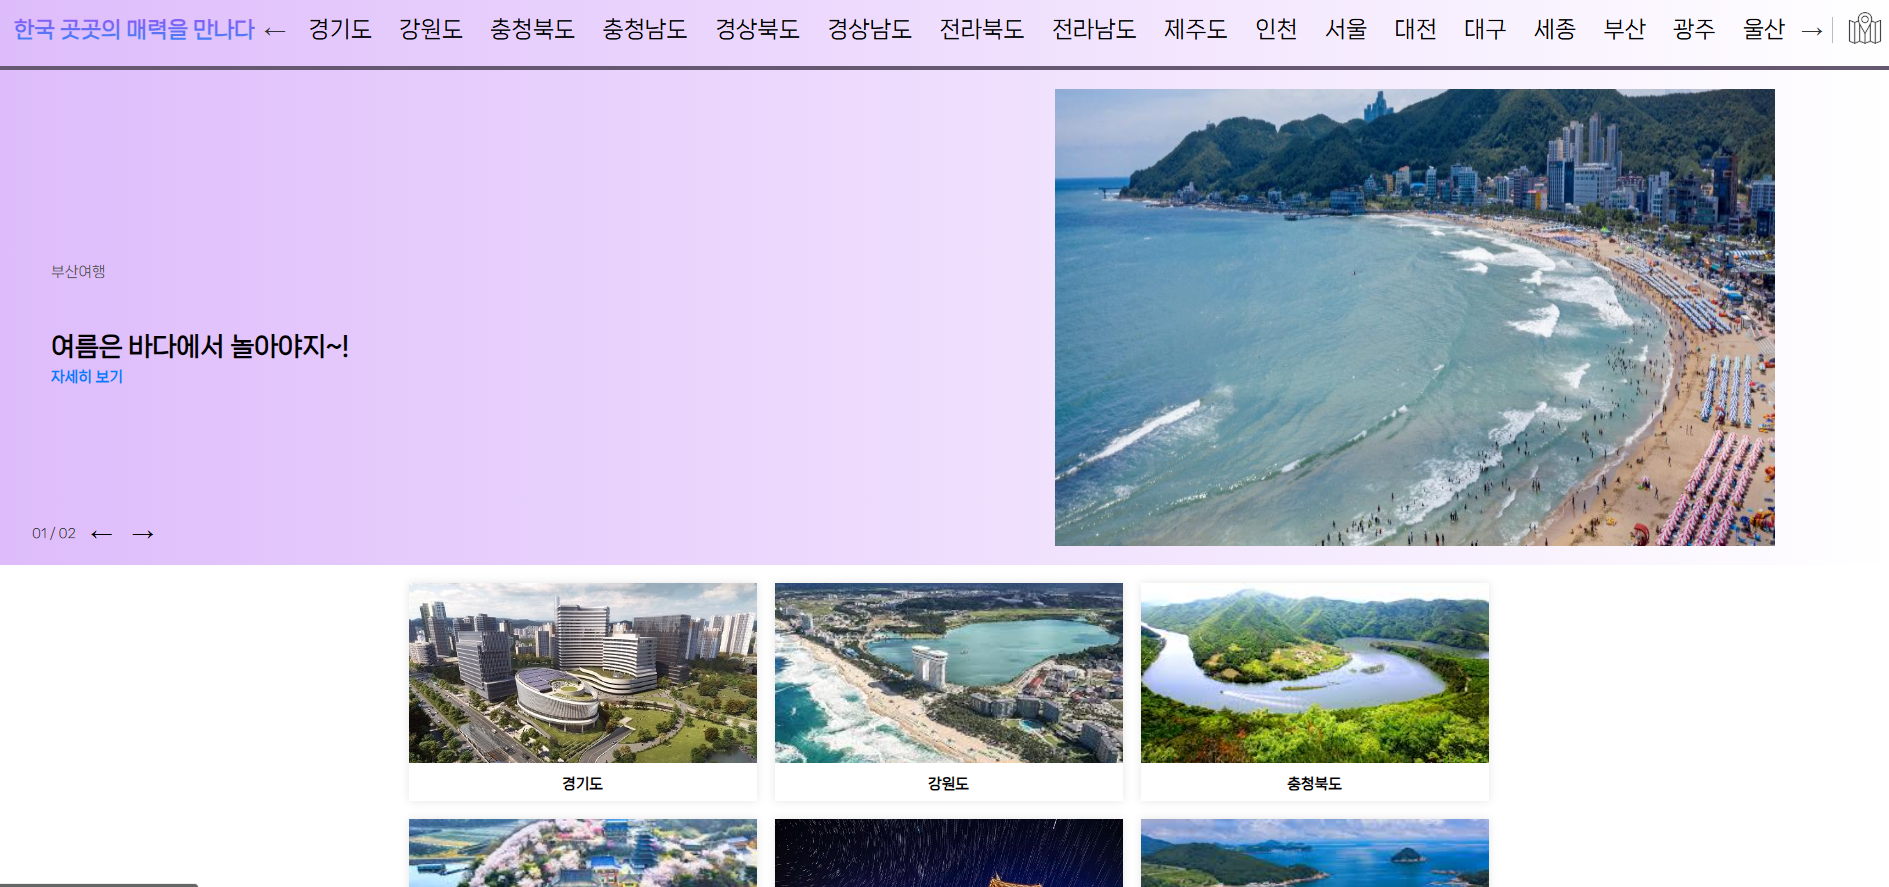 한국 곳곳의 매력을 만나다 ← 경기도 강원도 충청북도 충청남도 경상북도 경상남도 전라북도 전라남도 제주도 인천 서울 대전 대구 세종 부산 광주 울산 →
부산여행
여름은 바다에서 놀아야지~!
자세히 보기
01 / 02 ← →
경기도 강원도 충청북도